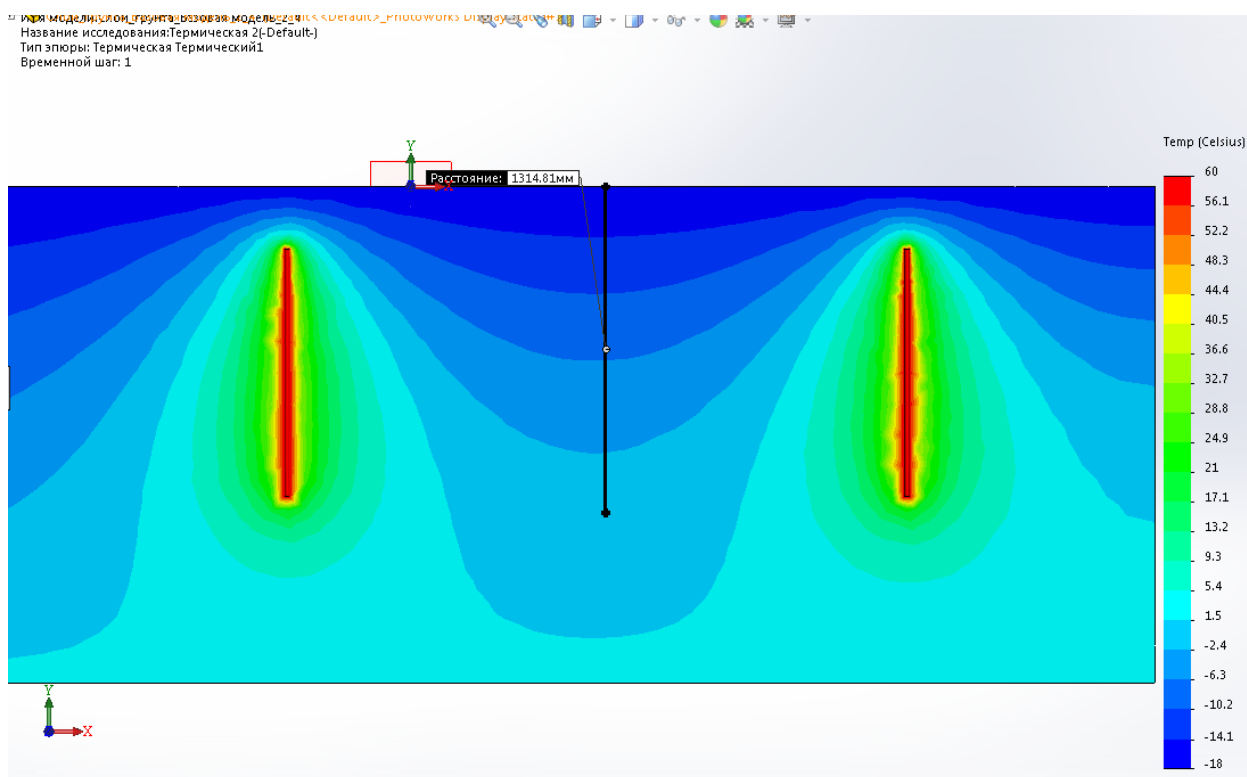 Название исследования:Термическая 2(-Default-)
Тип эпюры: Термическая Термический1
Временной шаг: 1
Temp (Celsius)
Y
Расстояние: 1314.81мм
X
60
56.1
52.2
48.3
44.4
40.5
36.6
32.7
28.8
24.9
21
17.1
13.2
9.3
5.4
1.5
-2.4
-6.3
-10.2
-14.1
-18
Y
X